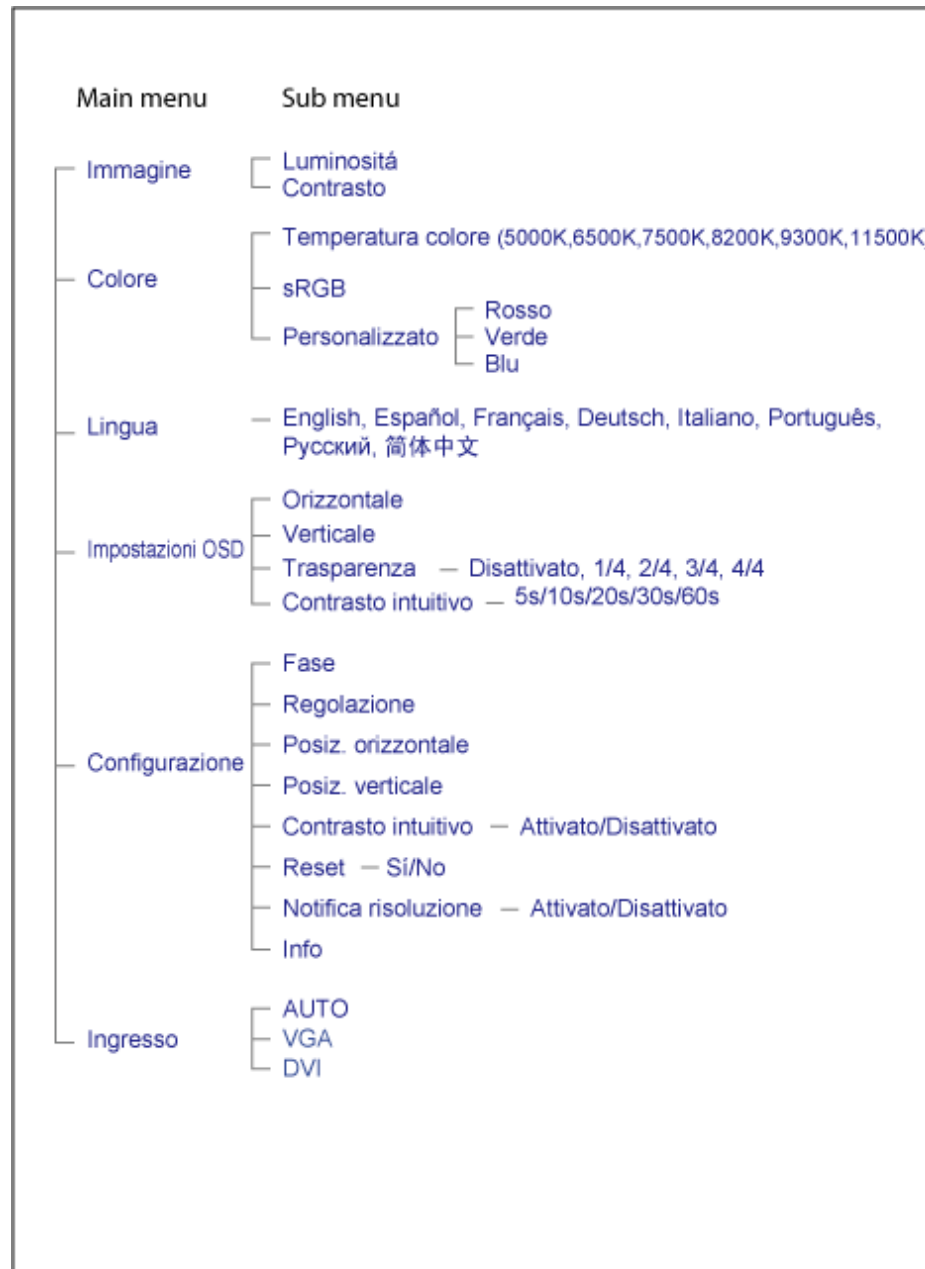 Main menu Sub menu
Immagine
Luminositá
Contrasto
Colore
Temperatura colore (5000K,6500K,7500K,8200K,9300K,11500K)
sRGB
Personalizzato
Rosso
Verde
Blu
Lingua
English, Español, Français, Deutsch, Italiano, Português,
Русский, 简体中文
Impostazioni OSD
Orizzontale
Verticale
Trasparenza — Disattivato, 1/4, 2/4, 3/4, 4/4
Contrasto intuitivo — 5s/10s/20s/30s/60s
Configurazione
Fase
Regolazione
Posiz. orizzontale
Posiz. verticale
Contrasto intuitivo — Attivato/Disattivato
Reset — Sí/No
Notifica risoluzione — Attivato/Disattivato
Info
Ingresso
AUTO
VGA
DVI